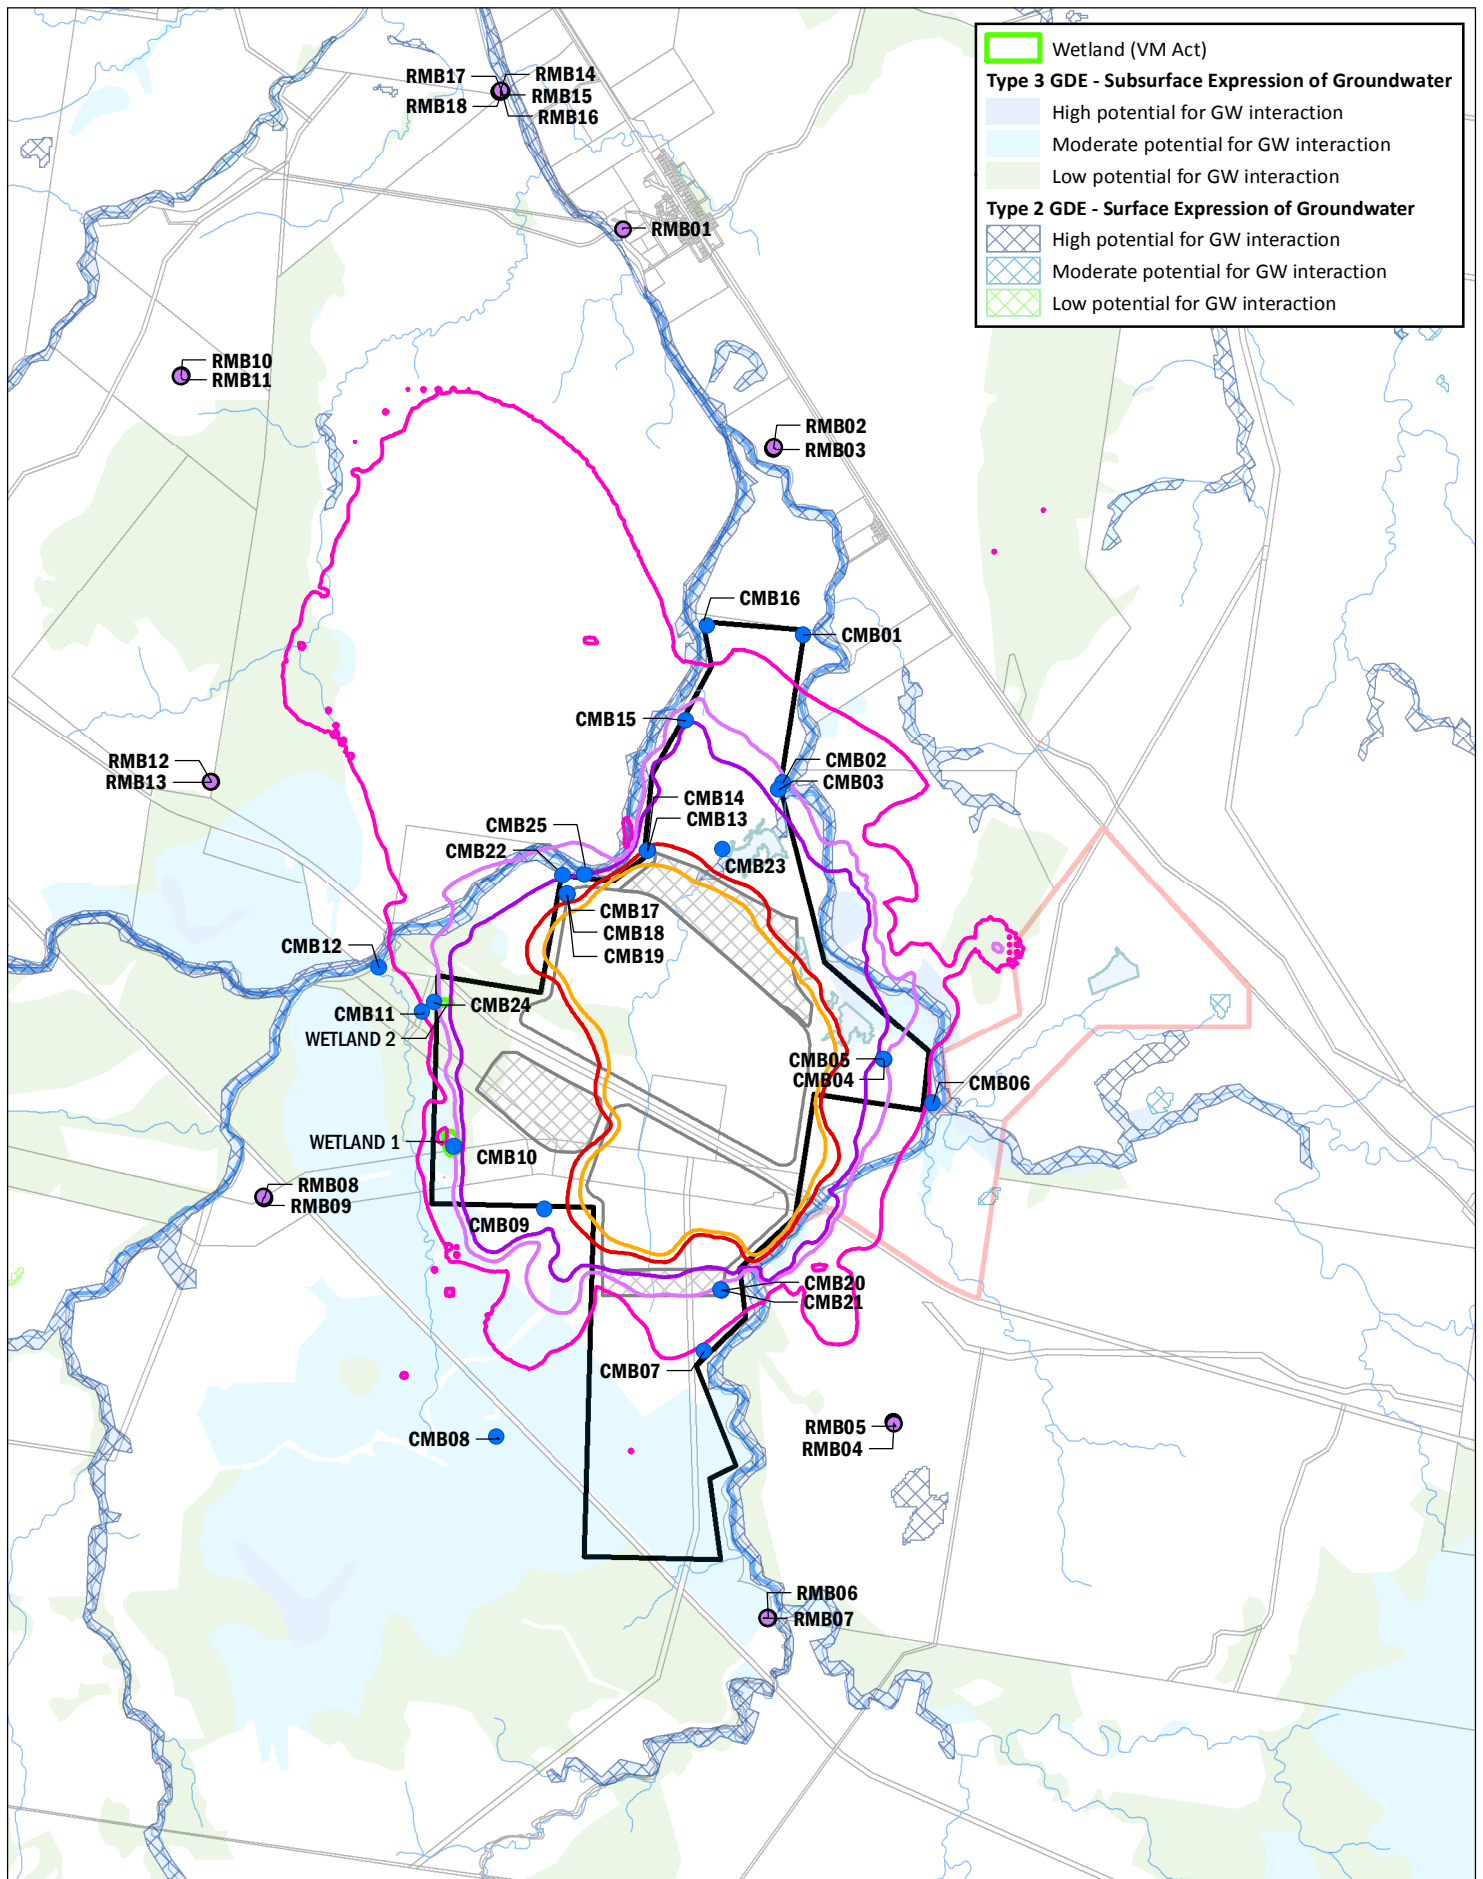 Wetland (VM Act)
Type 3 GDE - Subsurface Expression of Groundwater
High potential for GW interaction
Moderate potential for GW interaction
Low potential for GW interaction
Type 2 GDE - Surface Expression of Groundwater
High potential for GW interaction
Moderate potential for GW interaction
Low potential for GW interaction
RMB17
RMB14
RMB18
RMB15
RMB16
RMB01
RMB10
RMB11
RMB02
RMB03
CMB16
CMB01
CMB15
RMB12
RMB13
CMB02
CMB03
CMB14
CMB13
CMB25
CMB22
CMB23
CMB17
CMB18
CMB19
CMB12
CMB24
CMB11
WETLAND 2
CMB05
CMB04
CMB06
WETLAND 1
CMB10
RMB08
RMB09
CMB09
CMB20
CMB21
CMB07
RMB05
RMB04
CMB08
RMB06
RMB07